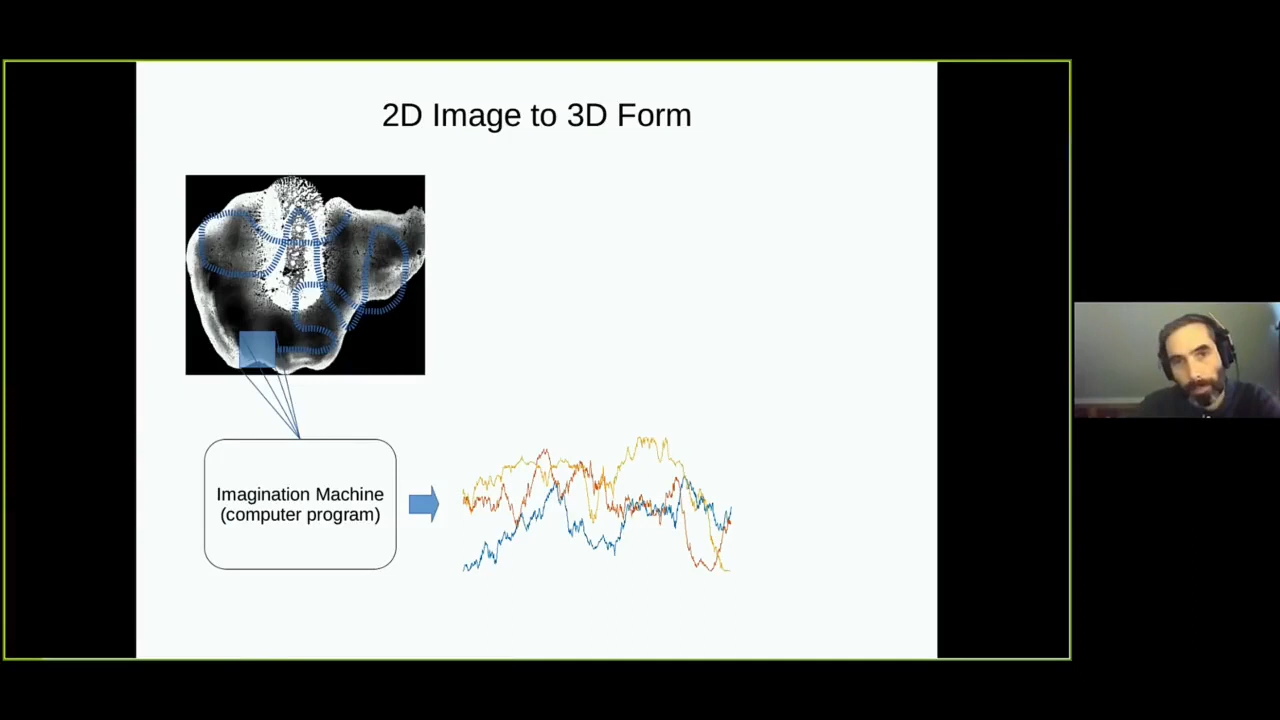 2D Image to 3D Form
Imagination Machine
(computer program)